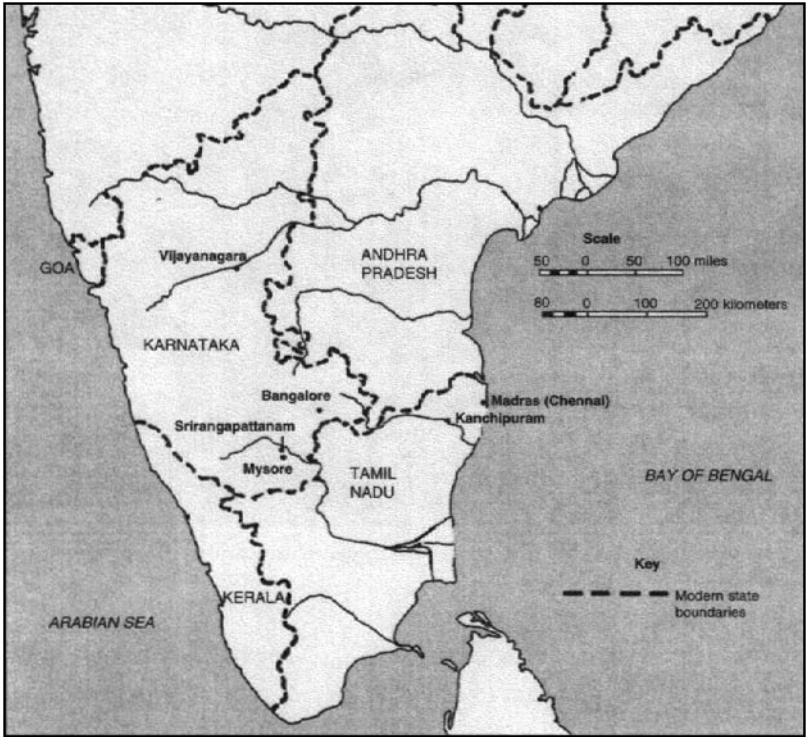 Scale
50 0 50 100 miles
80 0 100 200 kilometers
GOA
Vijayanagara
ANDHRA
PRADESH
KARNATAKA
Bangalore
Madras (Chennai)
Kanchipuram
Srirangapattanam
Mysore
TAMIL
NADU
BAY OF BENGAL
Key
Modern state
boundaries
KERALA
ARABIAN SEA